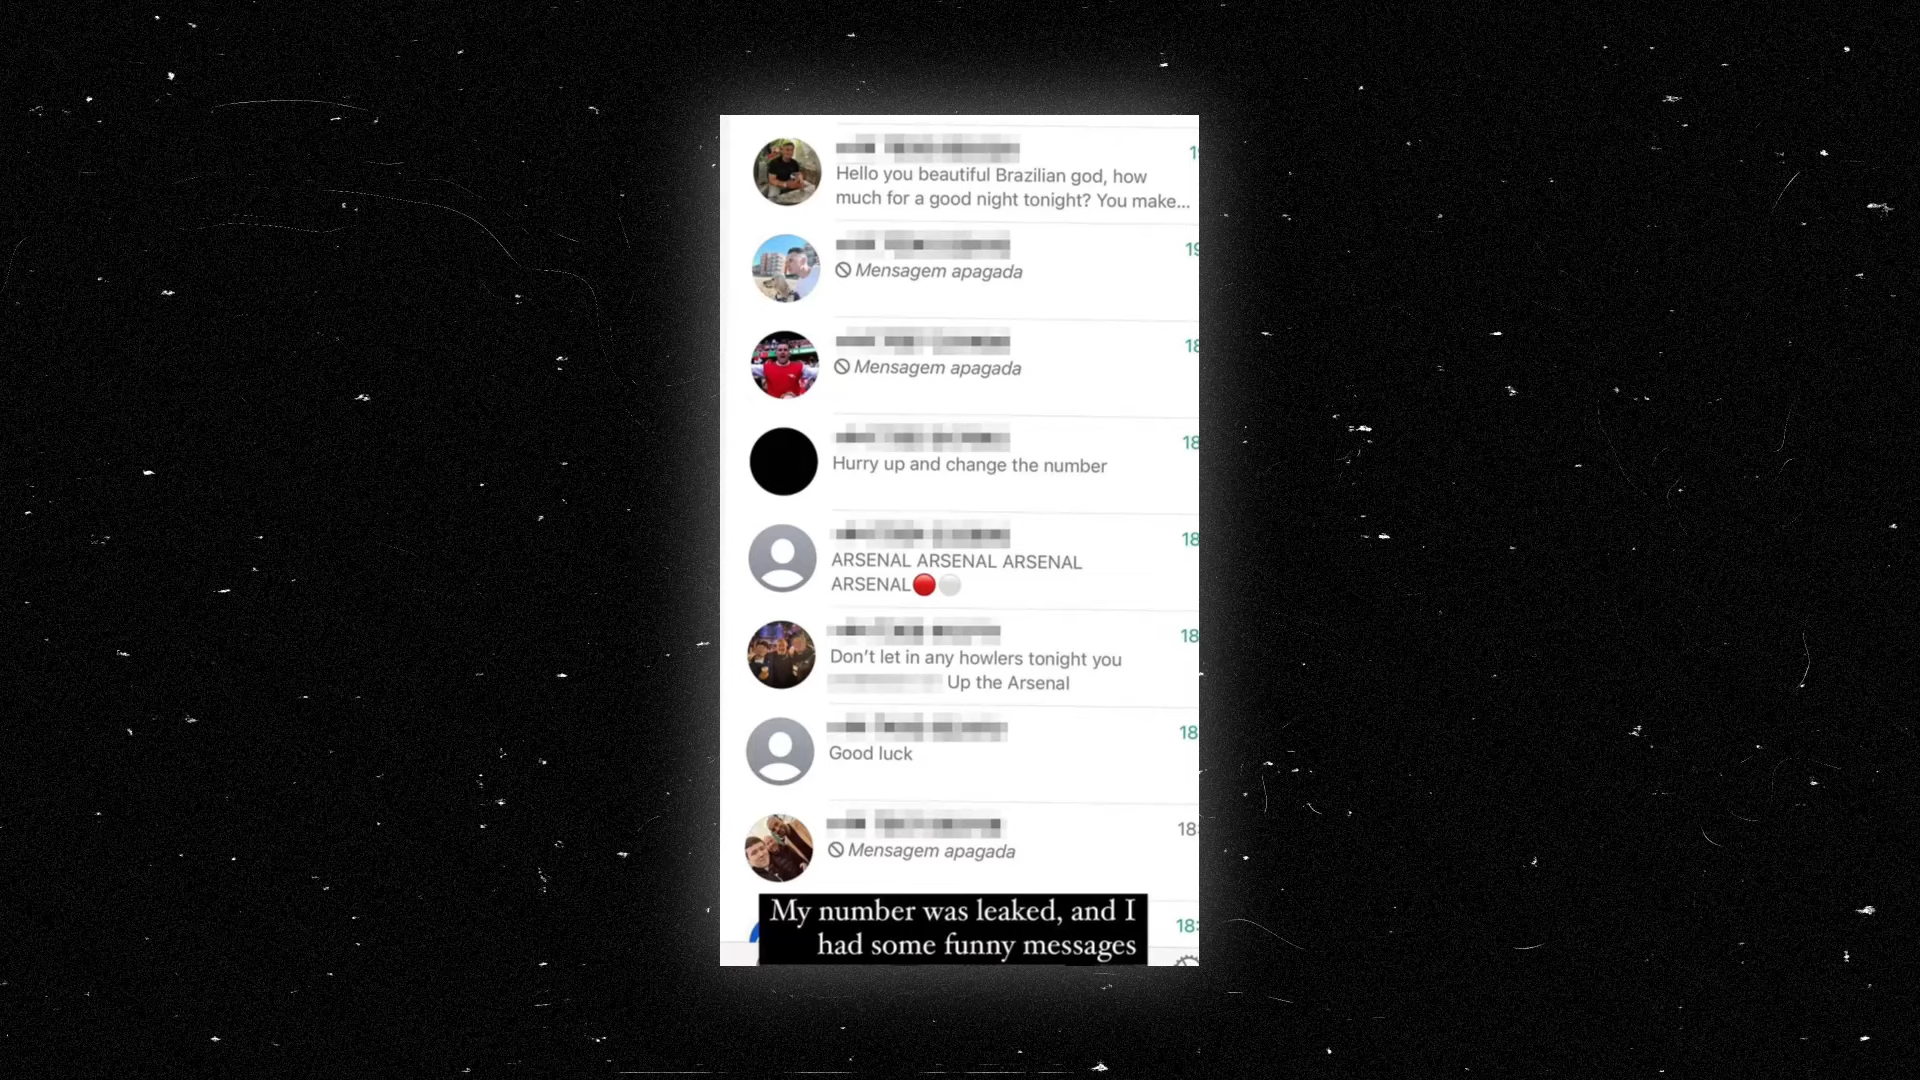 Hello you beautiful Brazilian god, how
much for a good night tonight? You make...
Mensagem apagada
Mensagem apagada
Hurry up and change the number
ARSENAL ARSENAL ARSENAL
ARSENAL🔴⚪
Don't let in any howlers tonight you
Up the Arsenal
Good luck
Mensagem apagada
My number was leaked, and I
had some funny messages